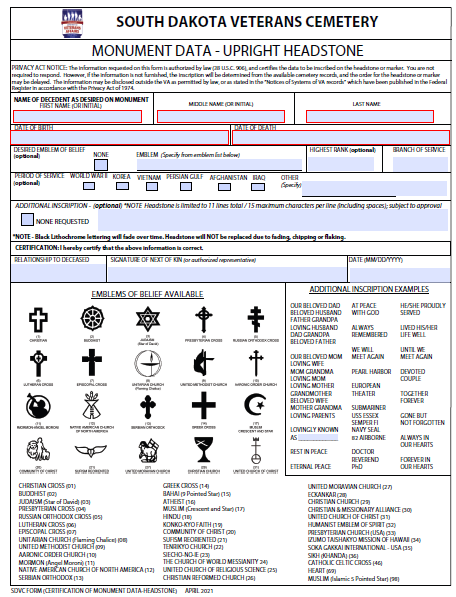 SOUTH DAKOTA VETERANS CEMETERY
MONUMENT DATA - UPRIGHT HEADSTONE
PRIVACY ACT NOTICE: The information requested on this form is authorized by law (38 U.S.C. 906), and certifies the data to be inscribed on the headstone or marker. You are not
required to respond. However, if the information is not furnished, the inscription will be determined from the available cemetery records, and the order for the headstone or marker
may be delayed. The information may be disclosed outside the VA as permitted by law, or as stated in the "Notices of Systems of VA records" which have been published in the Federal
Register in accordance with the Privacy Act of 1974.
NAME OF DECEDENT AS DESIRED ON MONUMENT
FIRST NAME (OR INITIAL) MIDDLE NAME (OR INITIAL) LAST NAME
DATE OF BIRTH DATE OF DEATH
DESIRED EMBLEM OF BELIEF NONE EMBLEM (Specify from emblem list below) HIGHEST RANK (optional) BRANCH OF SERVICE
(optional)
PERIOD OF SERVICE WORLD WAR II KOREA VIETNAM PERSIAN GULF AFGHANISTAN IRAQ OTHER
(optional) (Specify)
ADDITIONAL INSCRIPTION - (optional) *NOTE Headstone is limited to 11 lines total / 15 maximum characters per line (including spaces); subject to approval
NONE REQUESTED
*NOTE - Black Lithochrome lettering will fade over time. Headstone will NOT be replaced due to fading, chipping or flaking.
CERTIFICATION: I hereby certify that the above information is correct.
RELATIONSHIP TO DECEASED SIGNATURE OF NEXT OF KIN (or authorized representative) DATE (MM/DD/YYYY)
EMBLEMS OF BELIEF AVAILABLE
(1) CHRISTIAN
(2) BUDDHIST
(3) JUDAISM (Star of David)
(4) PRESBYTERIAN CROSS
(5) RUSSIAN ORTHODOX CROSS
(6) LUTHERAN CROSS
(7) EPISCOPAL CROSS
(8) UNITARIAN CHURCH (Flaming Chalice)
(9) UNITED METHODIST CHURCH
(10) AARONIC ORDER CHURCH
(11) MORMON (ANGEL MORONI)
(12) NATIVE AMERICAN CHURCH OF NORTH AMERICA
(13) SERBIAN ORTHODOX
(14) GREEK CROSS
(17) MUSLIM CRESCENT AND STAR
(20) COMMUNITY OF CHRIST
(21) SUFISM REORIENTED
(27) UNITED MORAVIAN CHURCH
(29) CHRISTIAN CHURCH
(31) UNITED CHURCH OF CHRIST
ADDITIONAL INSCRIPTION EXAMPLES
OUR BELOVED DAD AT PEACE HE/SHE PROUDLY
BELOVED HUSBAND WITH GOD SERVED
FATHER GRANDPA
LOVING HUSBAND ALWAYS LIVED HIS/HER
DAD GRANDPA REMEMBERED LIFE WELL
BELOVED FATHER
WE WILL UNTIL WE
OUR BELOVED MOM MEET AGAIN MEET AGAIN
LOVING WIFE
MOM GRANDMA PEARL HARBOR DEVOTED
LOVING MOM COUPLE
LOVING MOTHER EUROPEAN
GRANDMOTHER THEATER TOGETHER
BELOVED WIFE FOREVER
MOTHER GRANDMA SUBMARINER
LOVING PARENTS USS ESSEX GONE BUT
SEMPER FI NOT FORGOTTEN
LOVINGLY KNOWN NAVY SEAL
AS 82 AIRBORNE ALWAYS IN
OUR HEARTS
REST IN PEACE DOCTOR
REVEREND FOREVER IN
ETERNAL PEACE PhD OUR HEARTS
CHRISTIAN CROSS (01)
BUDDHIST (02)
JUDAISM (Star of David) (03)
PRESBYTERIAN CROSS (04)
RUSSIAN ORTHODOX CROSS (05)
LUTHERAN CROSS (06)
EPISCOPAL CROSS (07)
UNITARIAN CHURCH (Flaming Chalice) (08)
UNITED METHODIST CHURCH (09)
AARONIC ORDER CHURCH (10)
MORMON (Angel Moroni) (11)
NATIVE AMERICAN CHURCH OF NORTH AMERICA (12)
SERBIAN ORTHODOX (13)
GREEK CROSS (14)
BAHAI (9 Pointed Star) (15)
ATHEIST (16)
MUSLIM (Crescent and Star) (17)
HINDU (18)
KONKO-KYO FAITH (19)
COMMUNITY OF CHRIST (20)
SUFISM REORIENTED (21)
TENRIKYO CHURCH (22)
SEICHO-NO-IE (23)
THE CHURCH OF WORLD MESSIANITY (24)
UNITED CHURCH OF RELIGIOUS SCIENCE (25)
CHRISTIAN REFORMED CHURCH (26)
UNITED MORAVIAN CHURCH (27)
ECKANKAR (28)
CHRISTIAN CHURCH (29)
CHRISTIAN & MISSIONARY ALLIANCE (30)
UNITED CHURCH OF CHRIST (31)
HUMANIST EMBLEM OF SPIRIT (32)
PRESBYTERIAN CHURCH (USA) (33)
IZUMO TAISHAKYO MISSION OF HAWAII (34)
SOKA GAKKAI INTERNATIONAL - USA (35)
SIKH (KHANDA) (36)
CATHOLIC CELTIC CROSS (46)
HEART (69)
MUSLIM (Islamic 5 Pointed Star) (98)
SDVC FORM (CERTIFICATION OF MONUMENT DATA-HEADSTONE) APRIL 2021